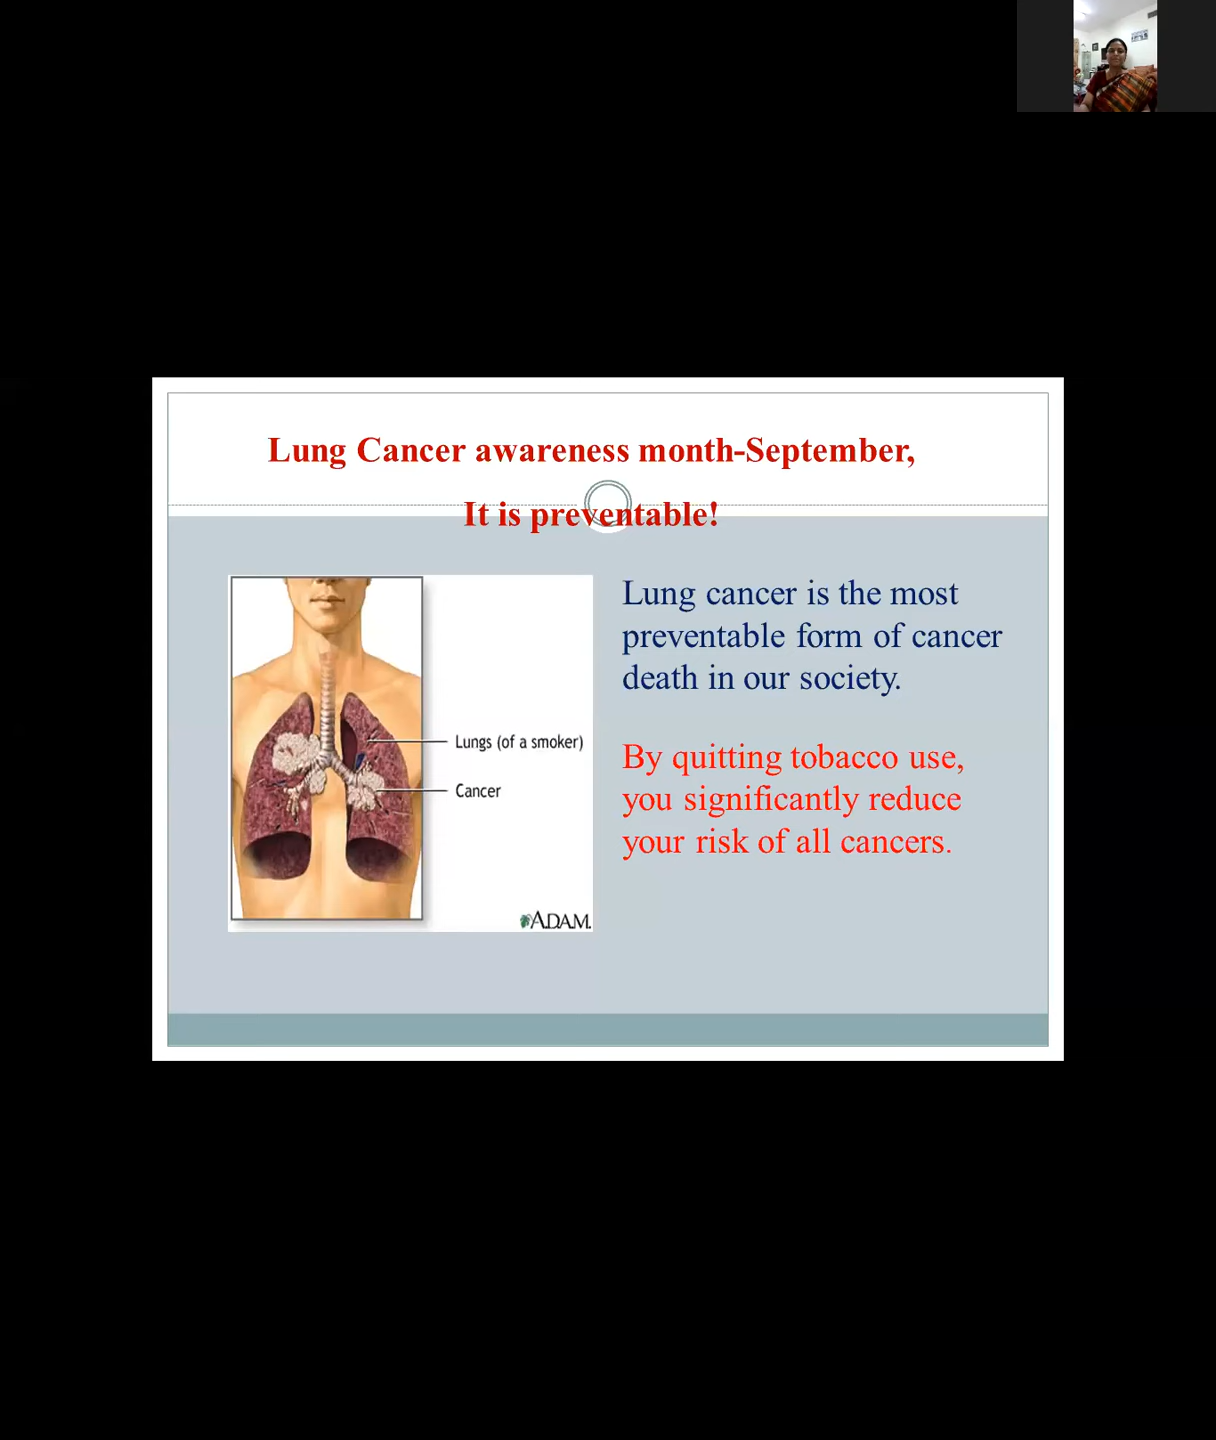 Lung Cancer awareness month-September,
It is preventable!
Lungs (of a smoker)
Cancer
A.D.A.M.
Lung cancer is the most
preventable form of cancer
death in our society.
By quitting tobacco use,
you significantly reduce
your risk of all cancers.